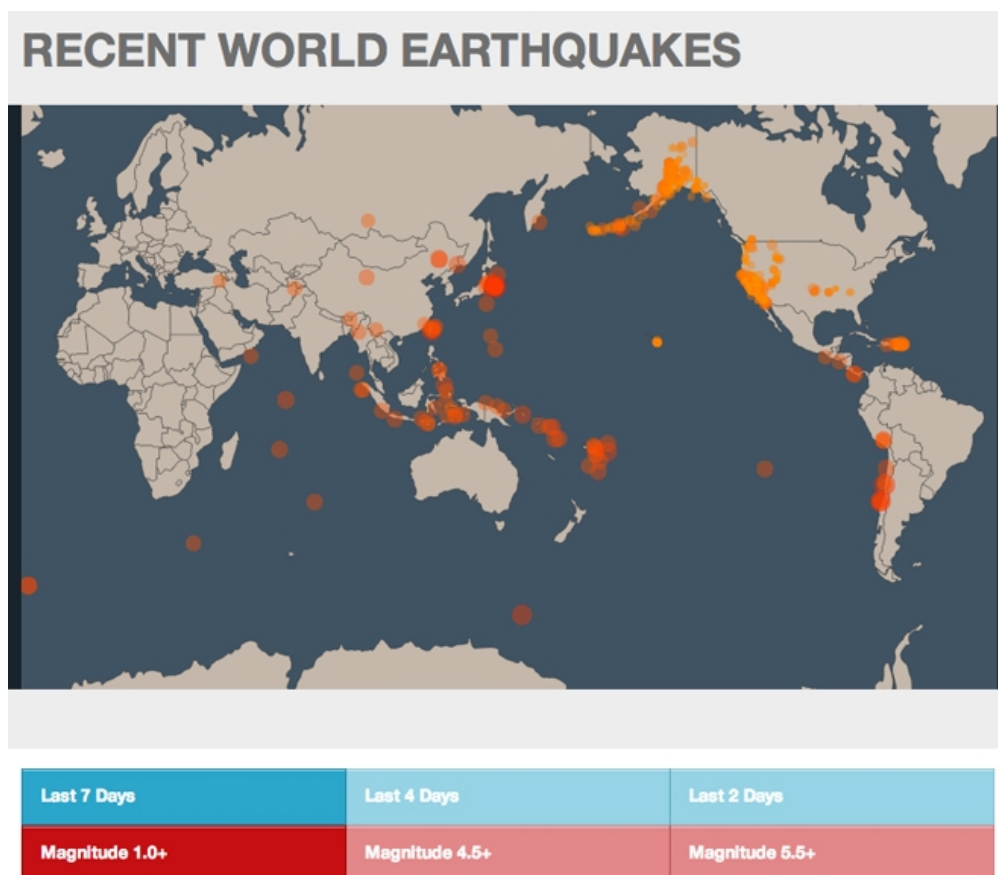 RECENT WORLD EARTHQUAKES
Last 7 Days
Last 4 Days
Last 2 Days
Magnitude 1.0+
Magnitude 4.5+
Magnitude 5.5+